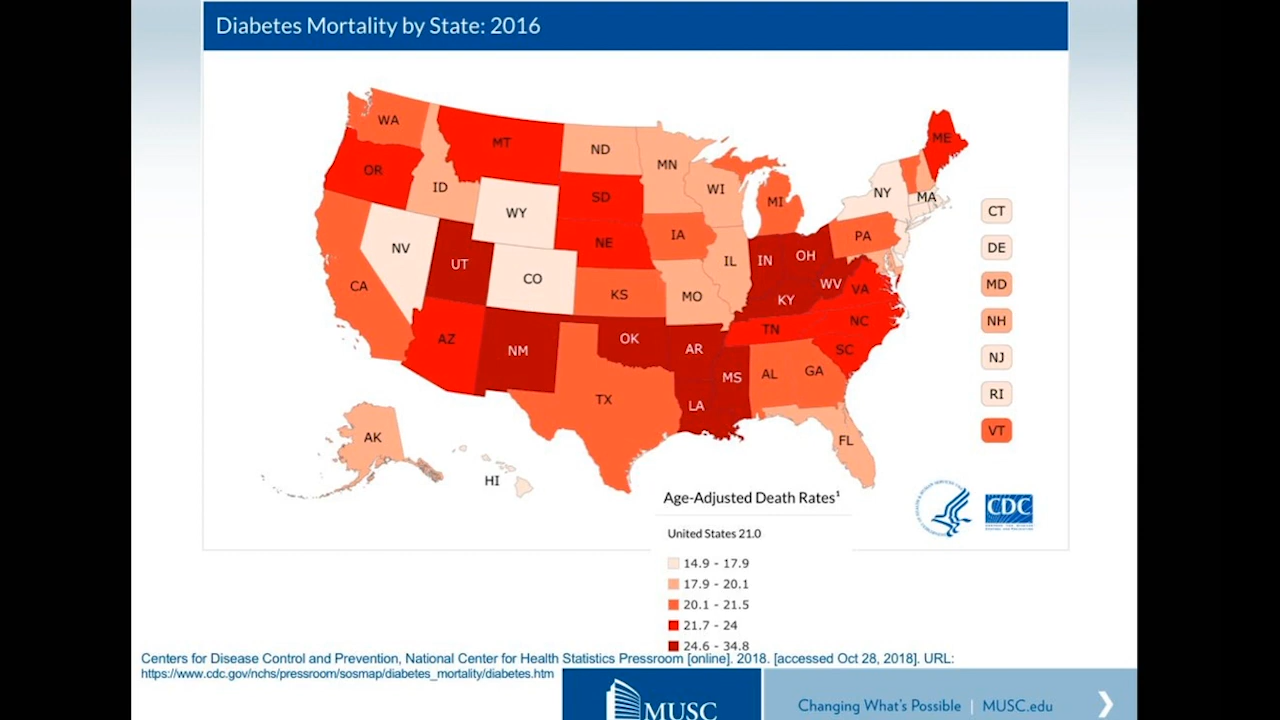 Diabetes Mortality by State: 2016
WA
MT
ND
MN
ME
OR
ID
SD
WI
MI
NY
MA
WY
CT
NV
UT
CO
NE
IA
IL
IN
OH
PA
DE
CA
KS
MO
WV
VA
KY
MD
AZ
NM
OK
AR
TN
NC
SC
NH
TX
LA
MS
AL
GA
NJ
RI
AK
HI
FL
VT
CDC
Age-Adjusted Death Rates¹
United States 21.0
14.9 - 17.9
17.9 - 20.1
20.1 - 21.5
21.7 - 24
24.6 - 34.8
Centers for Disease Control and Prevention, National Center for Health Statistics Pressroom [online]. 2018. [accessed Oct 28, 2018]. URL:
https://www.cdc.gov/nchs/pressroom/sosmap/diabetes_mortality/diabetes.htm
MUSC
Changing What's Possible | MUSC.edu